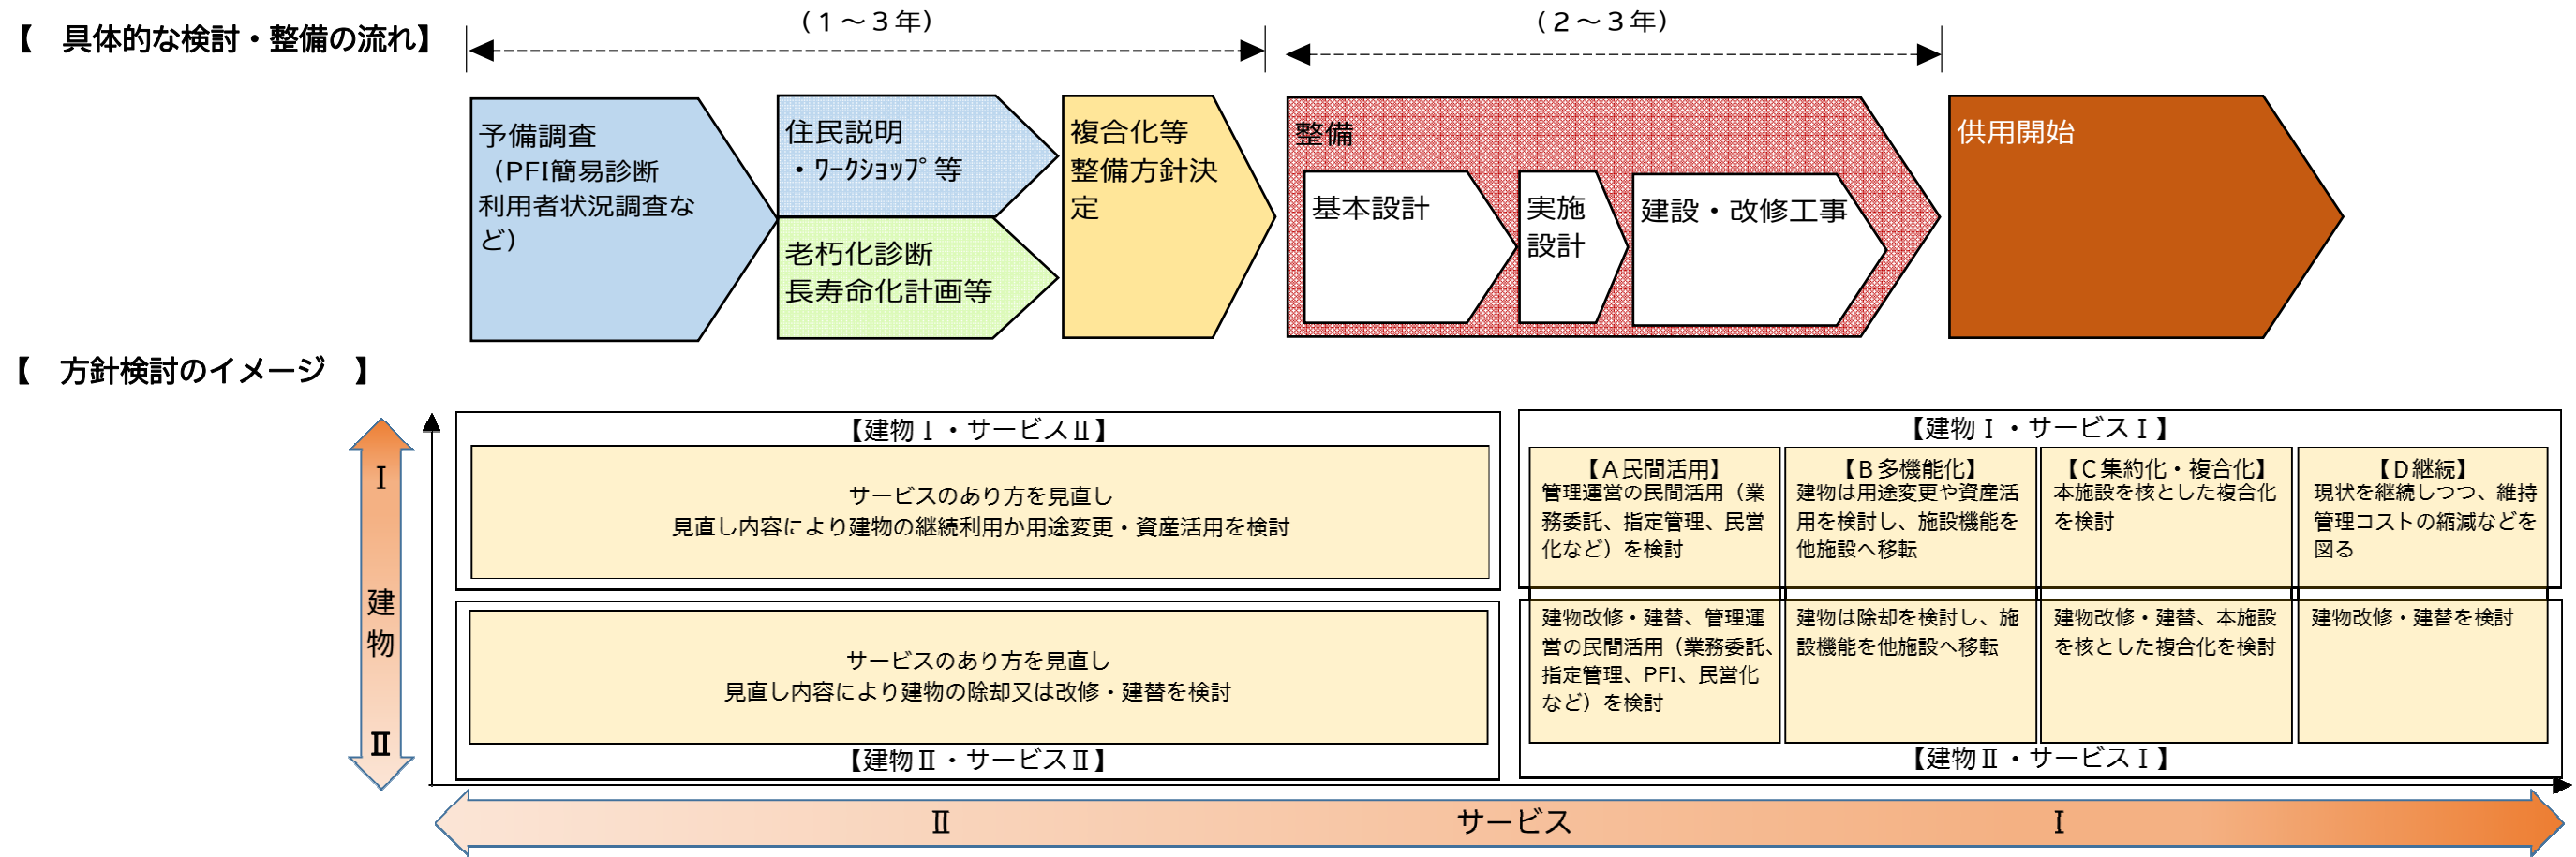 【　具体的な検討・整備の流れ】
（１～３年）
（２～３年）
予備調査
（PFI簡易診断
利用者状況調査な
ど）
住民説明
・ﾜｰｸｼｮｯﾌﾟ等
老朽化診断
長寿命化計画等
複合化等
整備方針決
定
整備
基本設計
実施
設計
建設・改修工事
供用開始
【　方針検討のイメージ　】
Ⅰ
建
物
Ⅱ
【建物Ⅰ・サービスⅡ】
サービスのあり方を見直し
見直し内容により建物の継続利用か用途変更・資産活用を検討
【建物Ⅰ・サービスⅠ】
【Ａ民間活用】
管理運営の民間活用（業
務委託、指定管理、民営
化など）を検討
【Ｂ多機能化】
建物は用途変更や資産活
用を検討し、施設機能を
他施設へ移転
【Ｃ集約化・複合化】
本施設を核とした複合化
を検討
【Ｄ継続】
現状を継続しつつ、維持
管理コストの縮減などを
図る
サービスのあり方を見直し
見直し内容により建物の除却又は改修・建替を検討
【建物Ⅱ・サービスⅡ】
建物改修・建替、管理運
営の民間活用（業務委託、
指定管理、PFI、民営化
など）を検討
建物は除却を検討し、施
設機能を他施設へ移転
建物改修・建替、本施設
を核とした複合化を検討
建物改修・建替を検討
【建物Ⅱ・サービスⅠ】
Ⅱ
サービス
Ⅰ